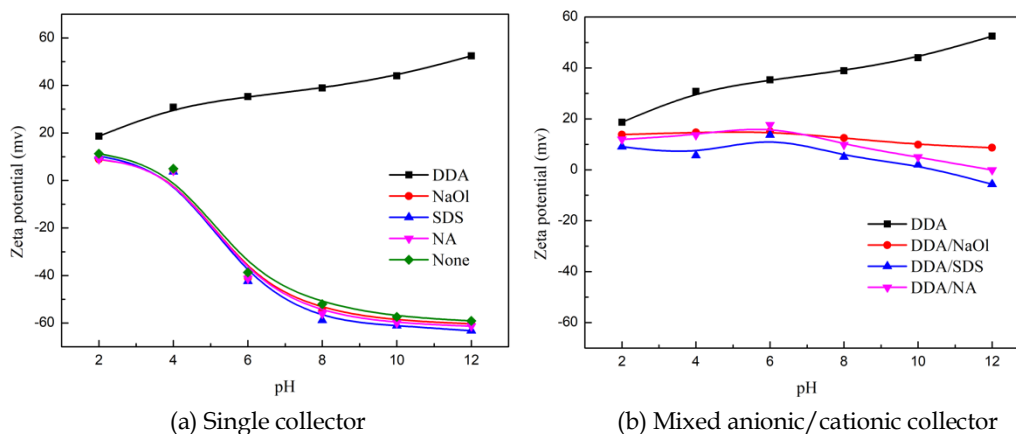 60
40
20
0
-20
-40
-60
2 4 6 8 10 12
Zeta potential (mv)
pH
DDA
NaOl
SDS
NA
None
(a) Single collector
60
40
20
0
-20
-40
-60
2 4 6 8 10 12
Zeta potential (mv)
pH
DDA
DDA/NaOl
DDA/SDS
DDA/NA
(b) Mixed anionic/cationic collector